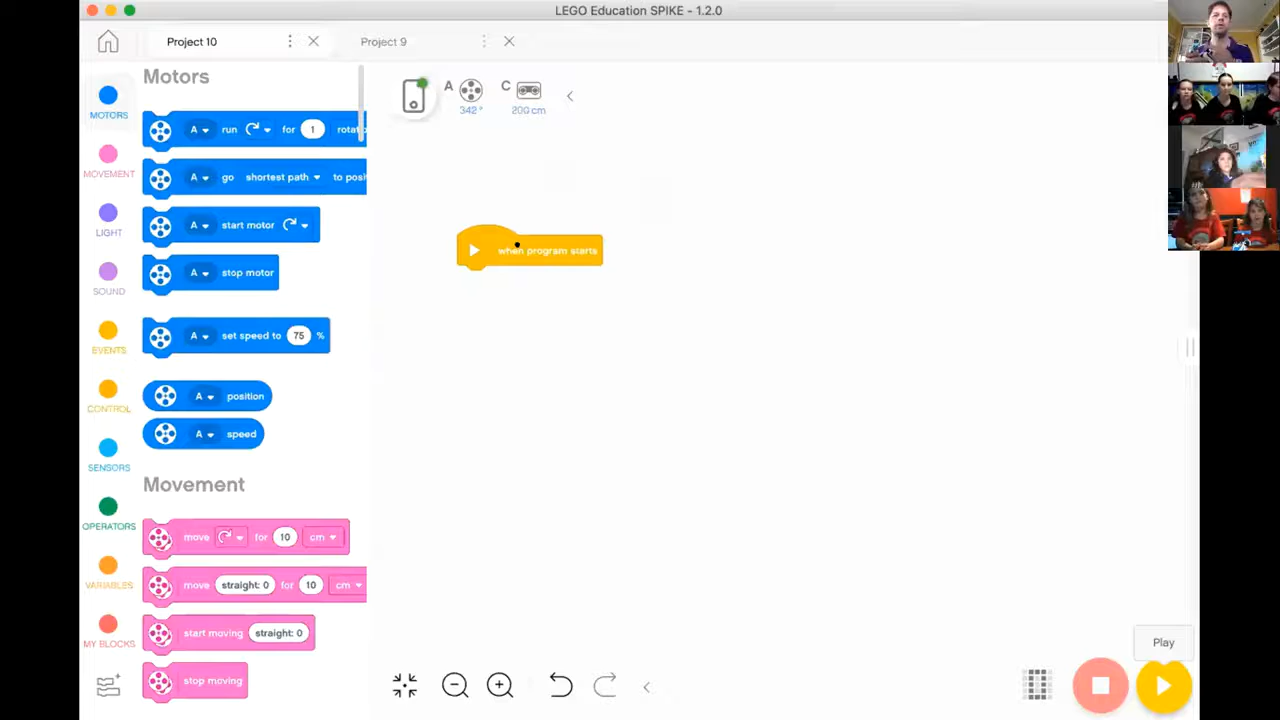 LEGO Education SPIKE - 1.2.0
Project 10
Project 9
MOTORS
MOVEMENT
LIGHT
SOUND
EVENTS
CONTROL
SENSORS
OPERATORS
VARIABLES
MY BLOCKS
Motors
A run for 1 rotatio
A go shortest path to posi
A start motor
A stop motor
A set speed to 75 %
A position
A speed
Movement
move for 10 cm
move straight: 0 for 10 cm
start moving straight: 0
stop moving
A 342°
C 200 cm
when program starts
Play